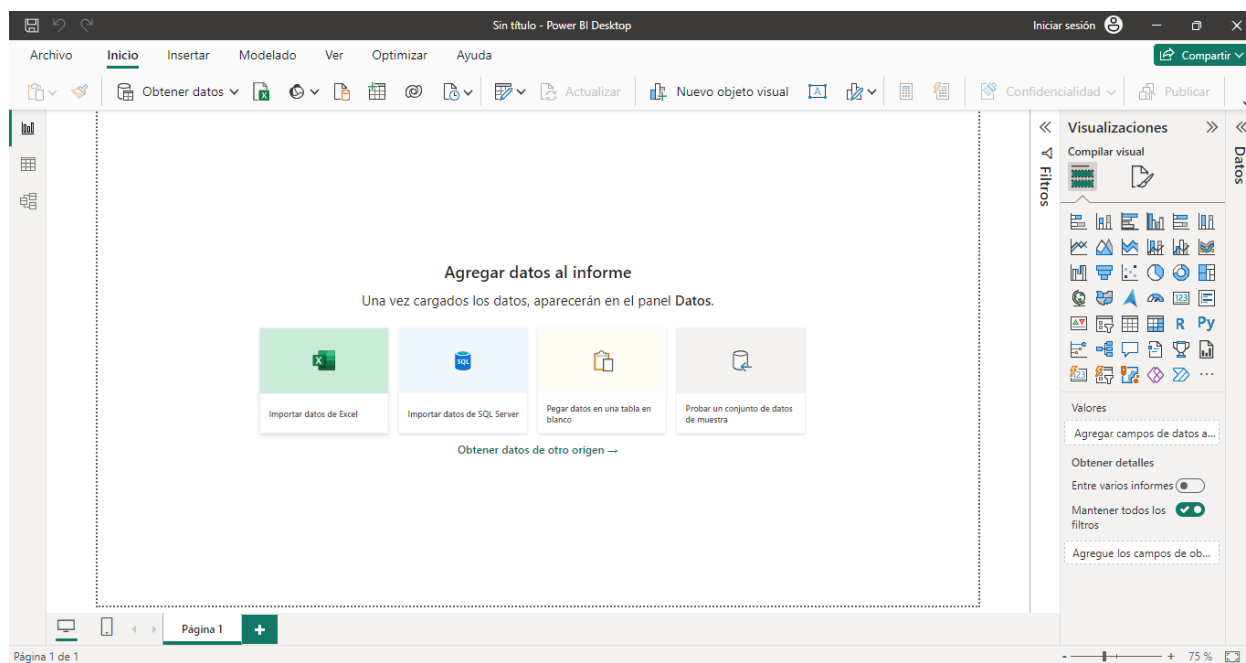 Sin título - Power BI Desktop
Iniciar sesión
Archivo Inicio Insertar Modelado Ver Optimizar Ayuda
Compartir
Obtener datos
Actualizar
Nuevo objeto visual
A
Confidencialidad
Publicar
Filtros
Visualizaciones
Compilar visual
123
R Py
123
Datos
Agregar datos al informe
Una vez cargados los datos, aparecerán en el panel Datos.
SQL
Importar datos de Excel
Importar datos de SQL Server
Pegar datos en una tabla en
blanco
Probar un conjunto de datos
de muestra
Obtener datos de otro origen →
Valores
Agregar campos de datos a...
Obtener detalles
Entre varios informes
Mantener todos los
filtros
Agregue los campos de ob...
Página 1
+
Página 1 de 1
- + 75 %